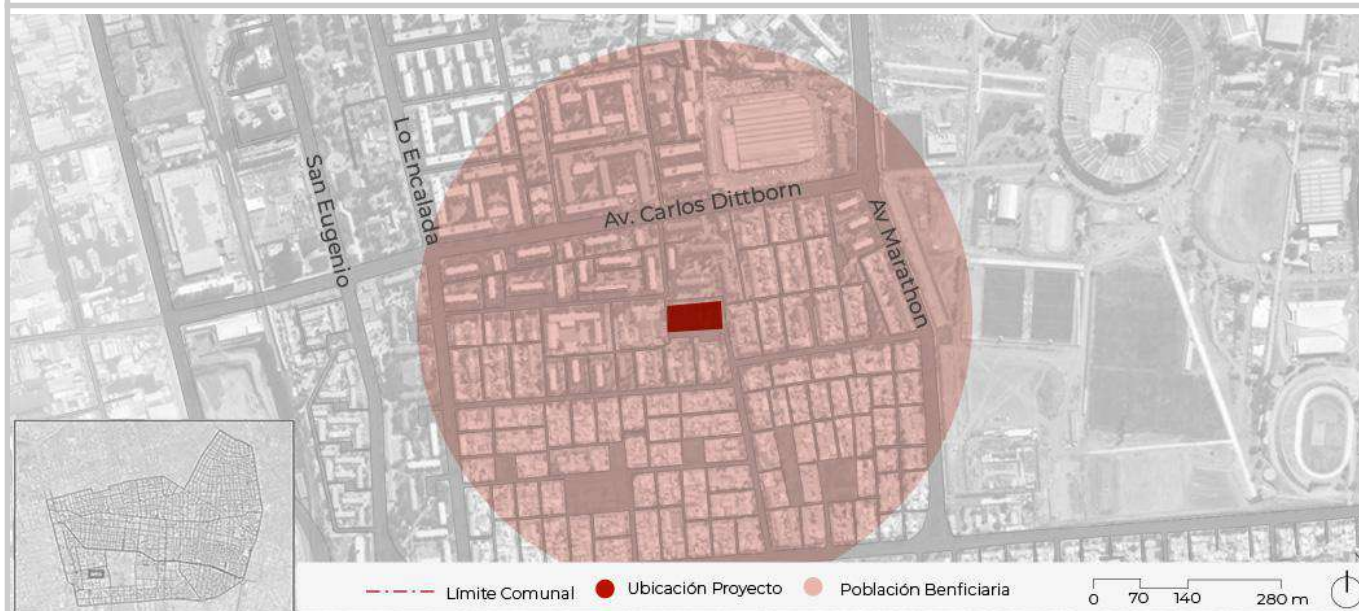 Lo Encalada
San Eugenio
Av. Carlos Dittborn
Av Marathon
Límite Comunal
Ubicación Proyecto
Población Benficiaria
0 70 140 280 m